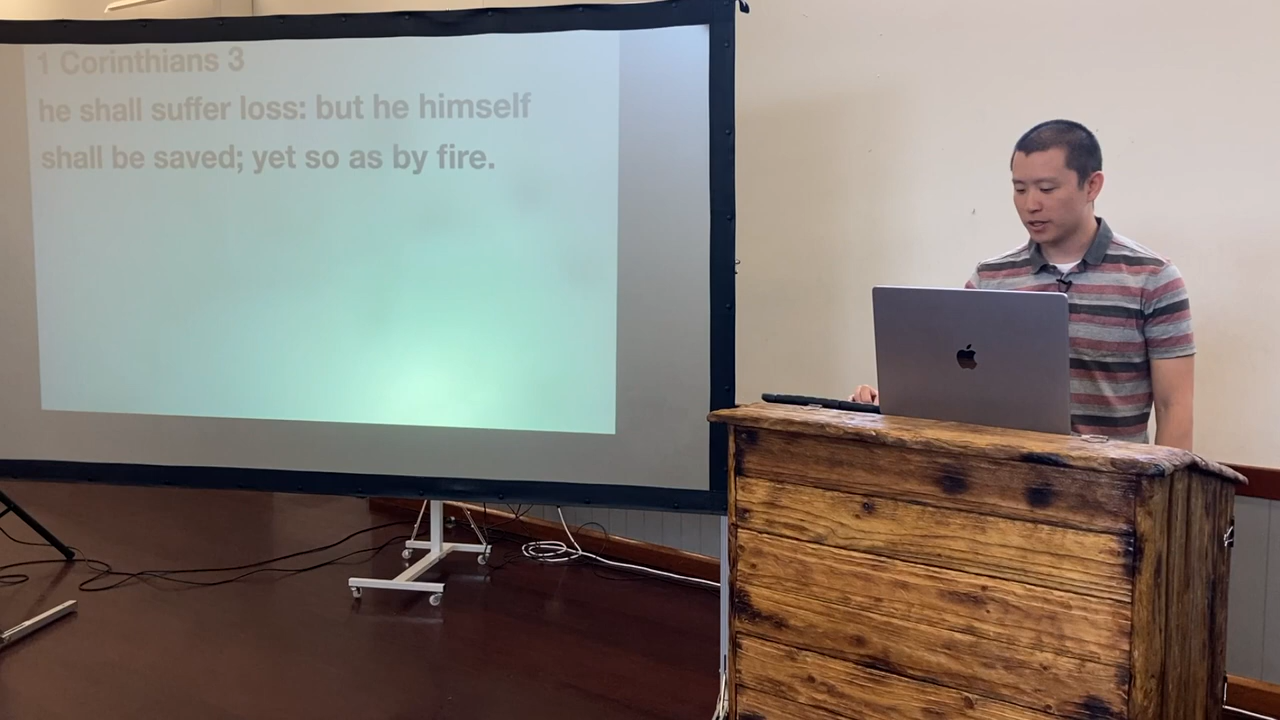 1 Corinthians 3
he shall suffer loss: but he himself
shall be saved; yet so as by fire.